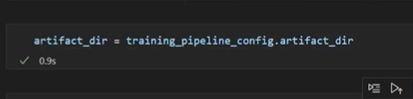 artifact_dir = training_pipeline_config.artifact_dir
0.9s